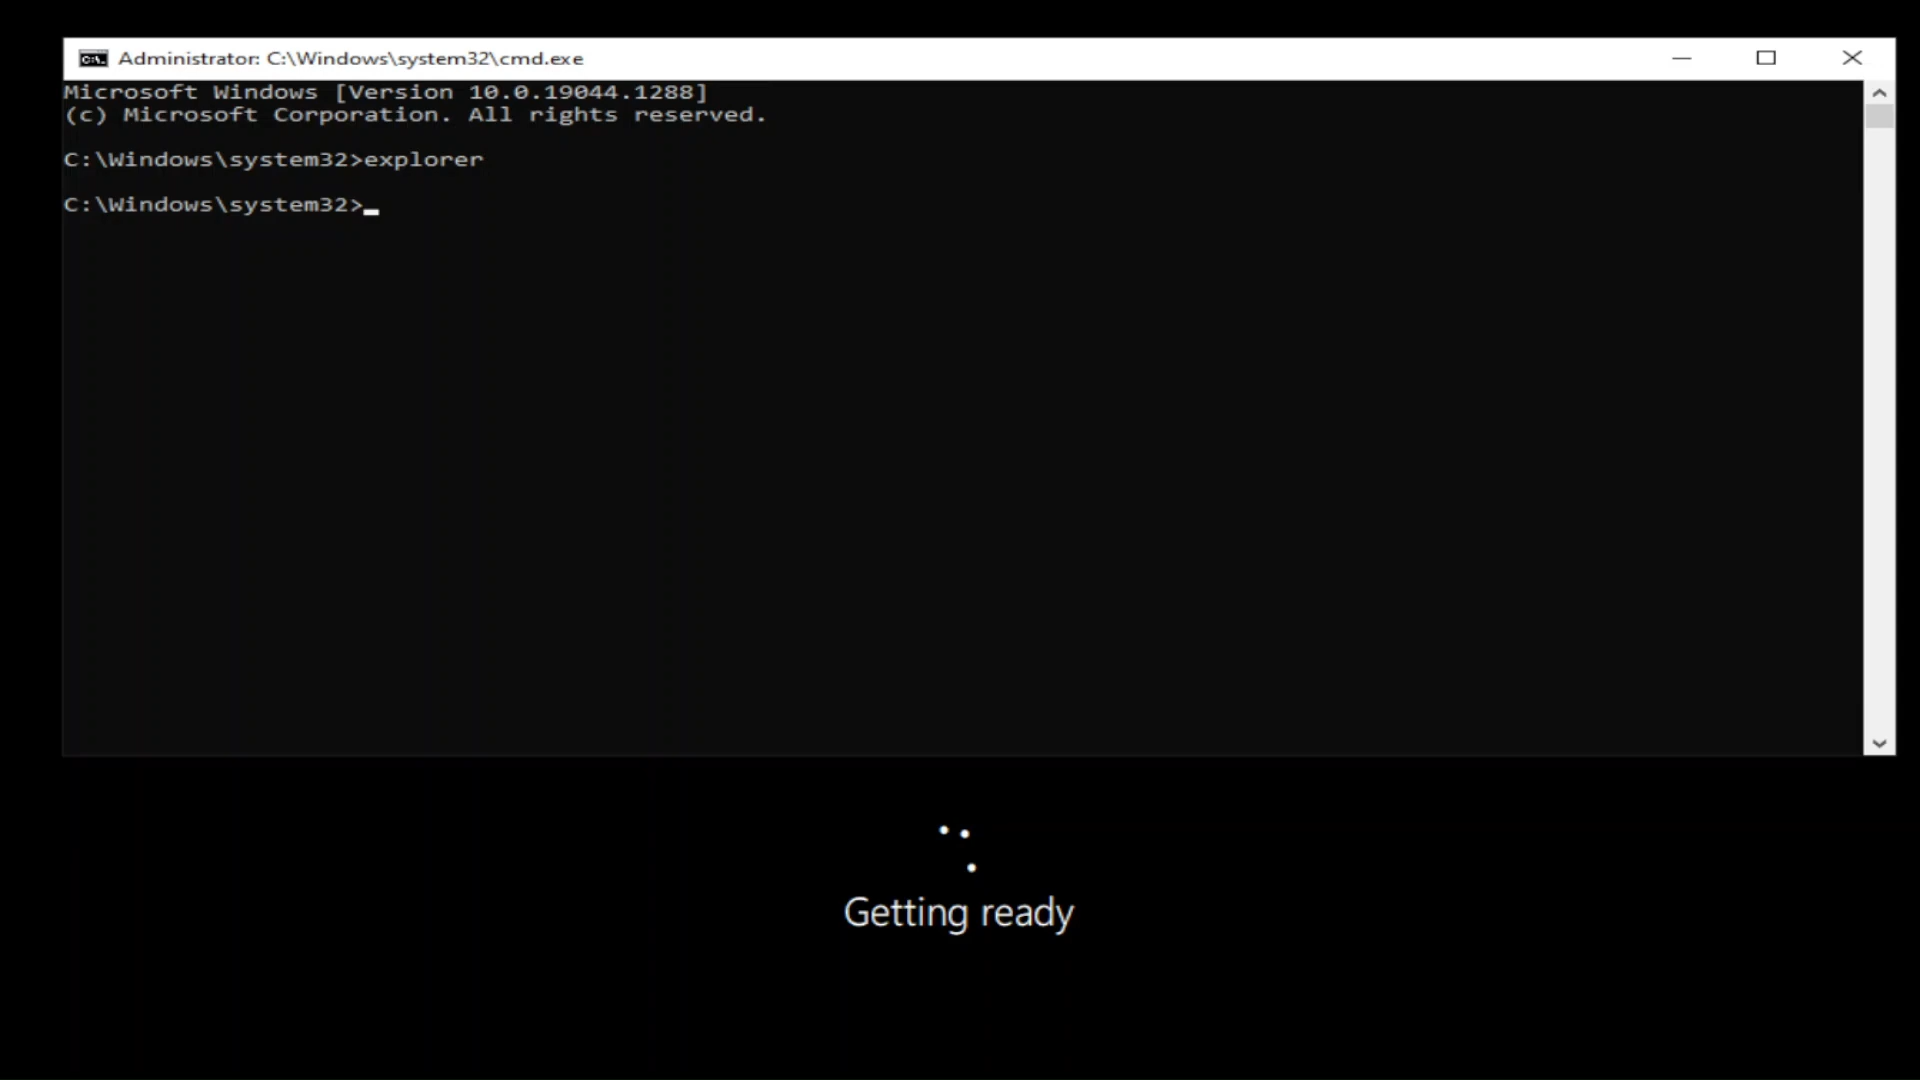 Administrator: C:\Windows\system32\cmd.exe
Microsoft Windows [Version 10.0.19044.1288]
(c) Microsoft Corporation. All rights reserved.
C:\Windows\system32>explorer
C:\Windows\system32>
Getting ready